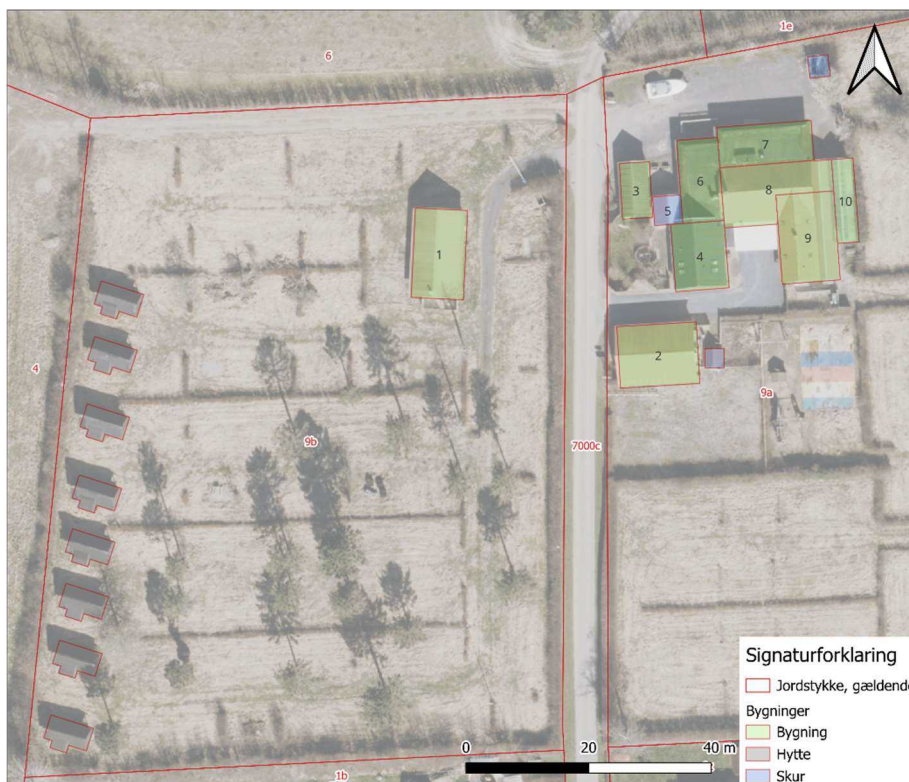 1e
6
7
3
6
8
5
10
9
4
1
2
4
9a
9b
7000c
Signaturforklaring
Jordstykke, gældende
Bygninger
Bygning
Hytte
Skur
0 20 40 m
1b